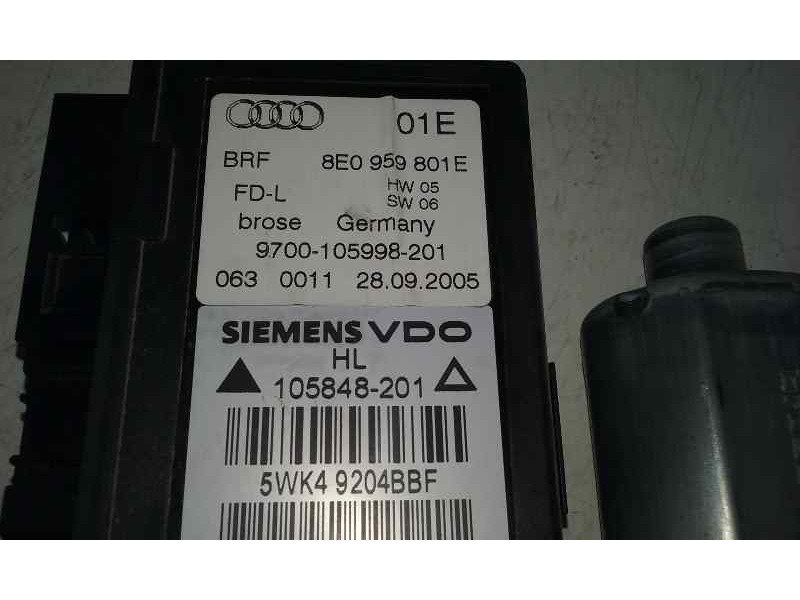 01E
BRF 8E0 959 801E
FD-L HW 05
SW 06
brose Germany
9700-105998-201
063 0011 28.09.2005
SIEMENS VDO
HL
105848-201
5WK4 9204BBF